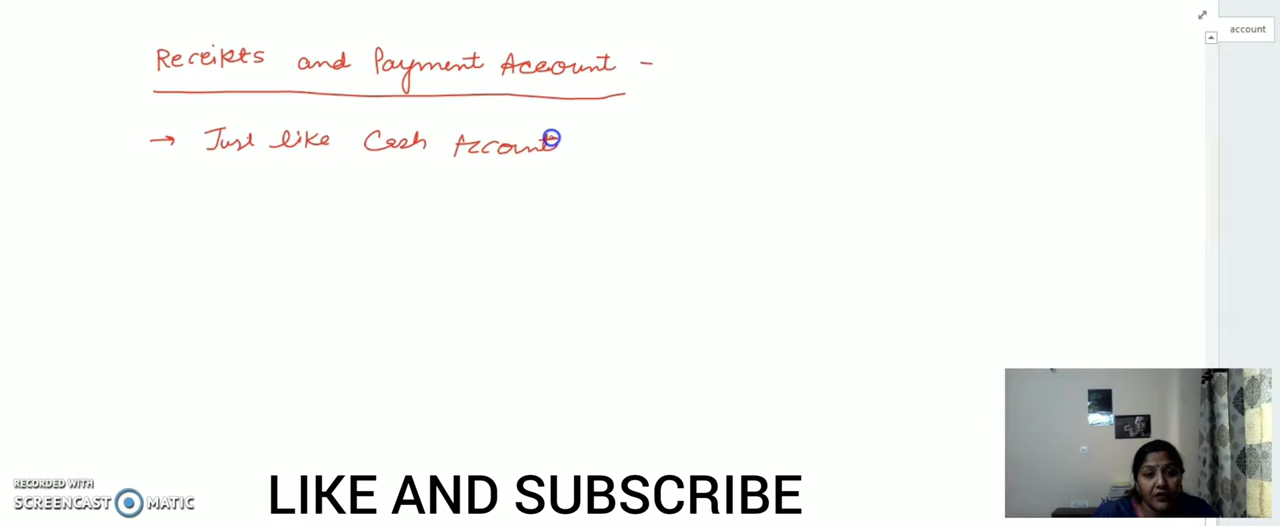 Receipts and Payment Account -
account
→ Just like Cash Account
RECORDED WITH
SCREENCAST MATIC
LIKE AND SUBSCRIBE